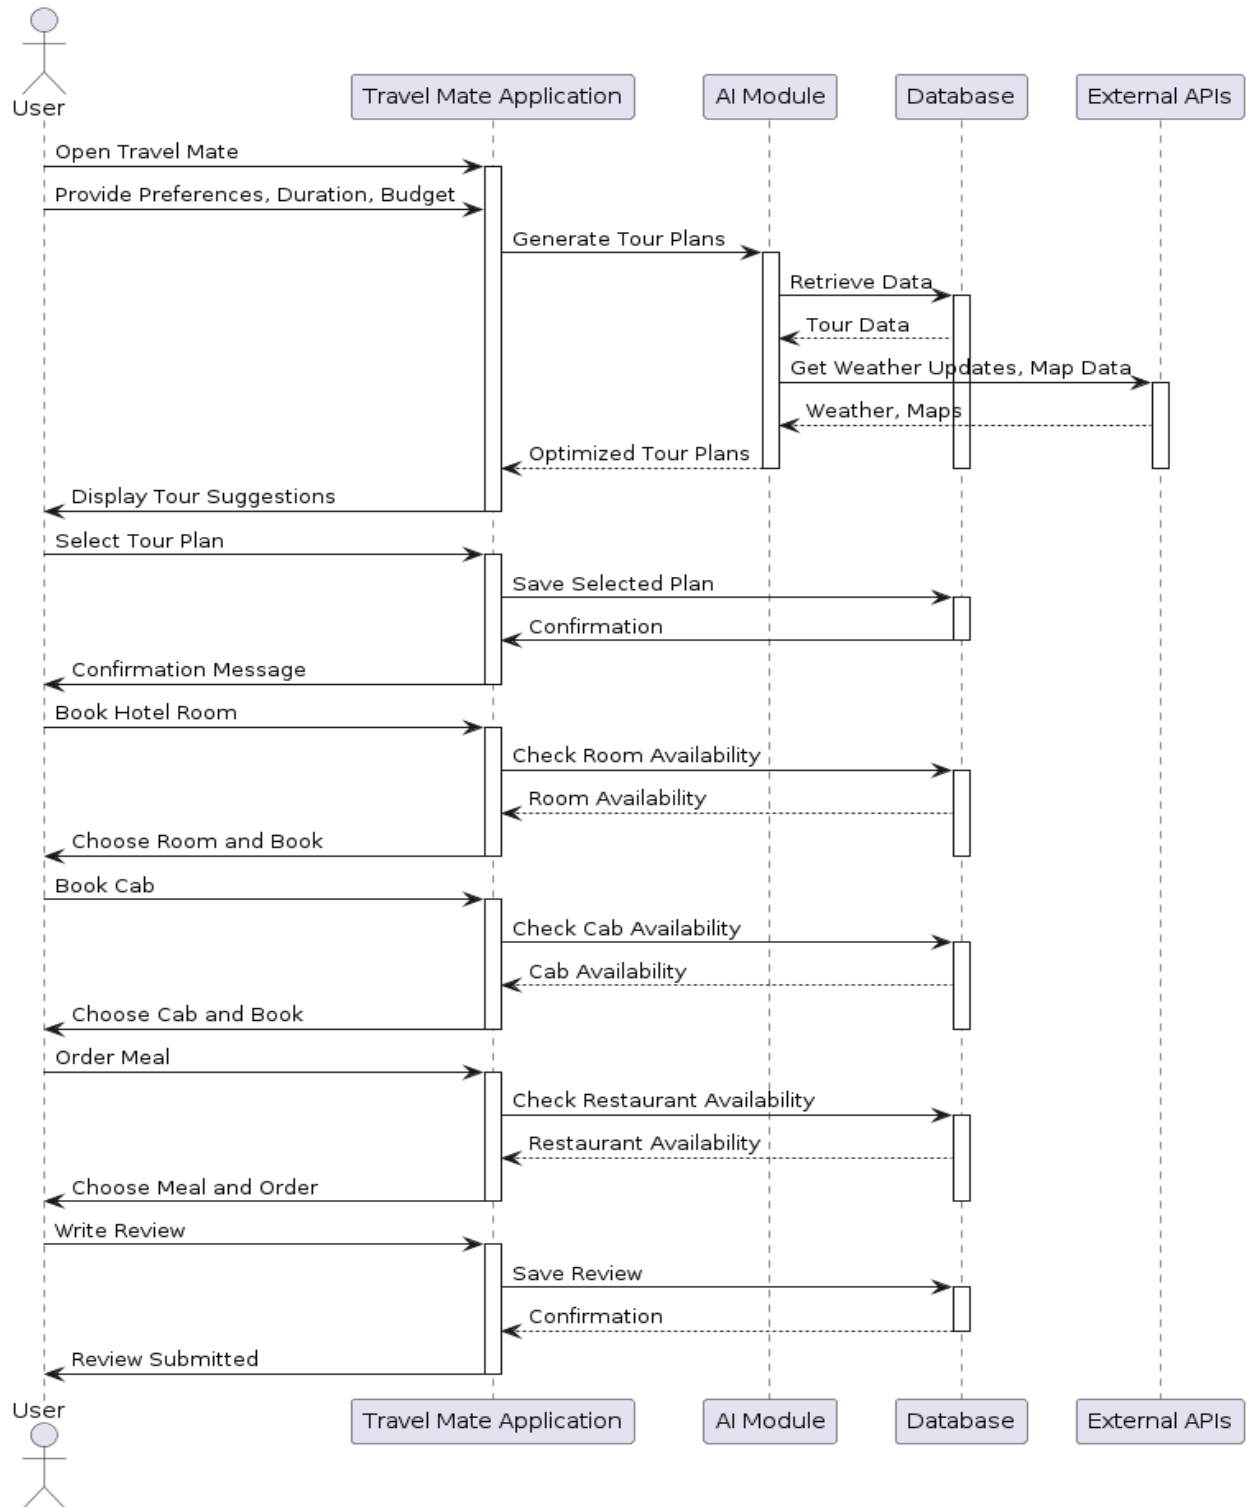 User
Travel Mate Application
AI Module
Database
External APIs
Open Travel Mate
Provide Preferences, Duration, Budget
Generate Tour Plans
Retrieve Data
Tour Data
Get Weather Updates, Map Data
Weather, Maps
Optimized Tour Plans
Display Tour Suggestions
Select Tour Plan
Save Selected Plan
Confirmation
Confirmation Message
Book Hotel Room
Check Room Availability
Room Availability
Choose Room and Book
Book Cab
Check Cab Availability
Cab Availability
Choose Cab and Book
Order Meal
Check Restaurant Availability
Restaurant Availability
Choose Meal and Order
Write Review
Save Review
Confirmation
Review Submitted
User
Travel Mate Application
AI Module
Database
External APIs